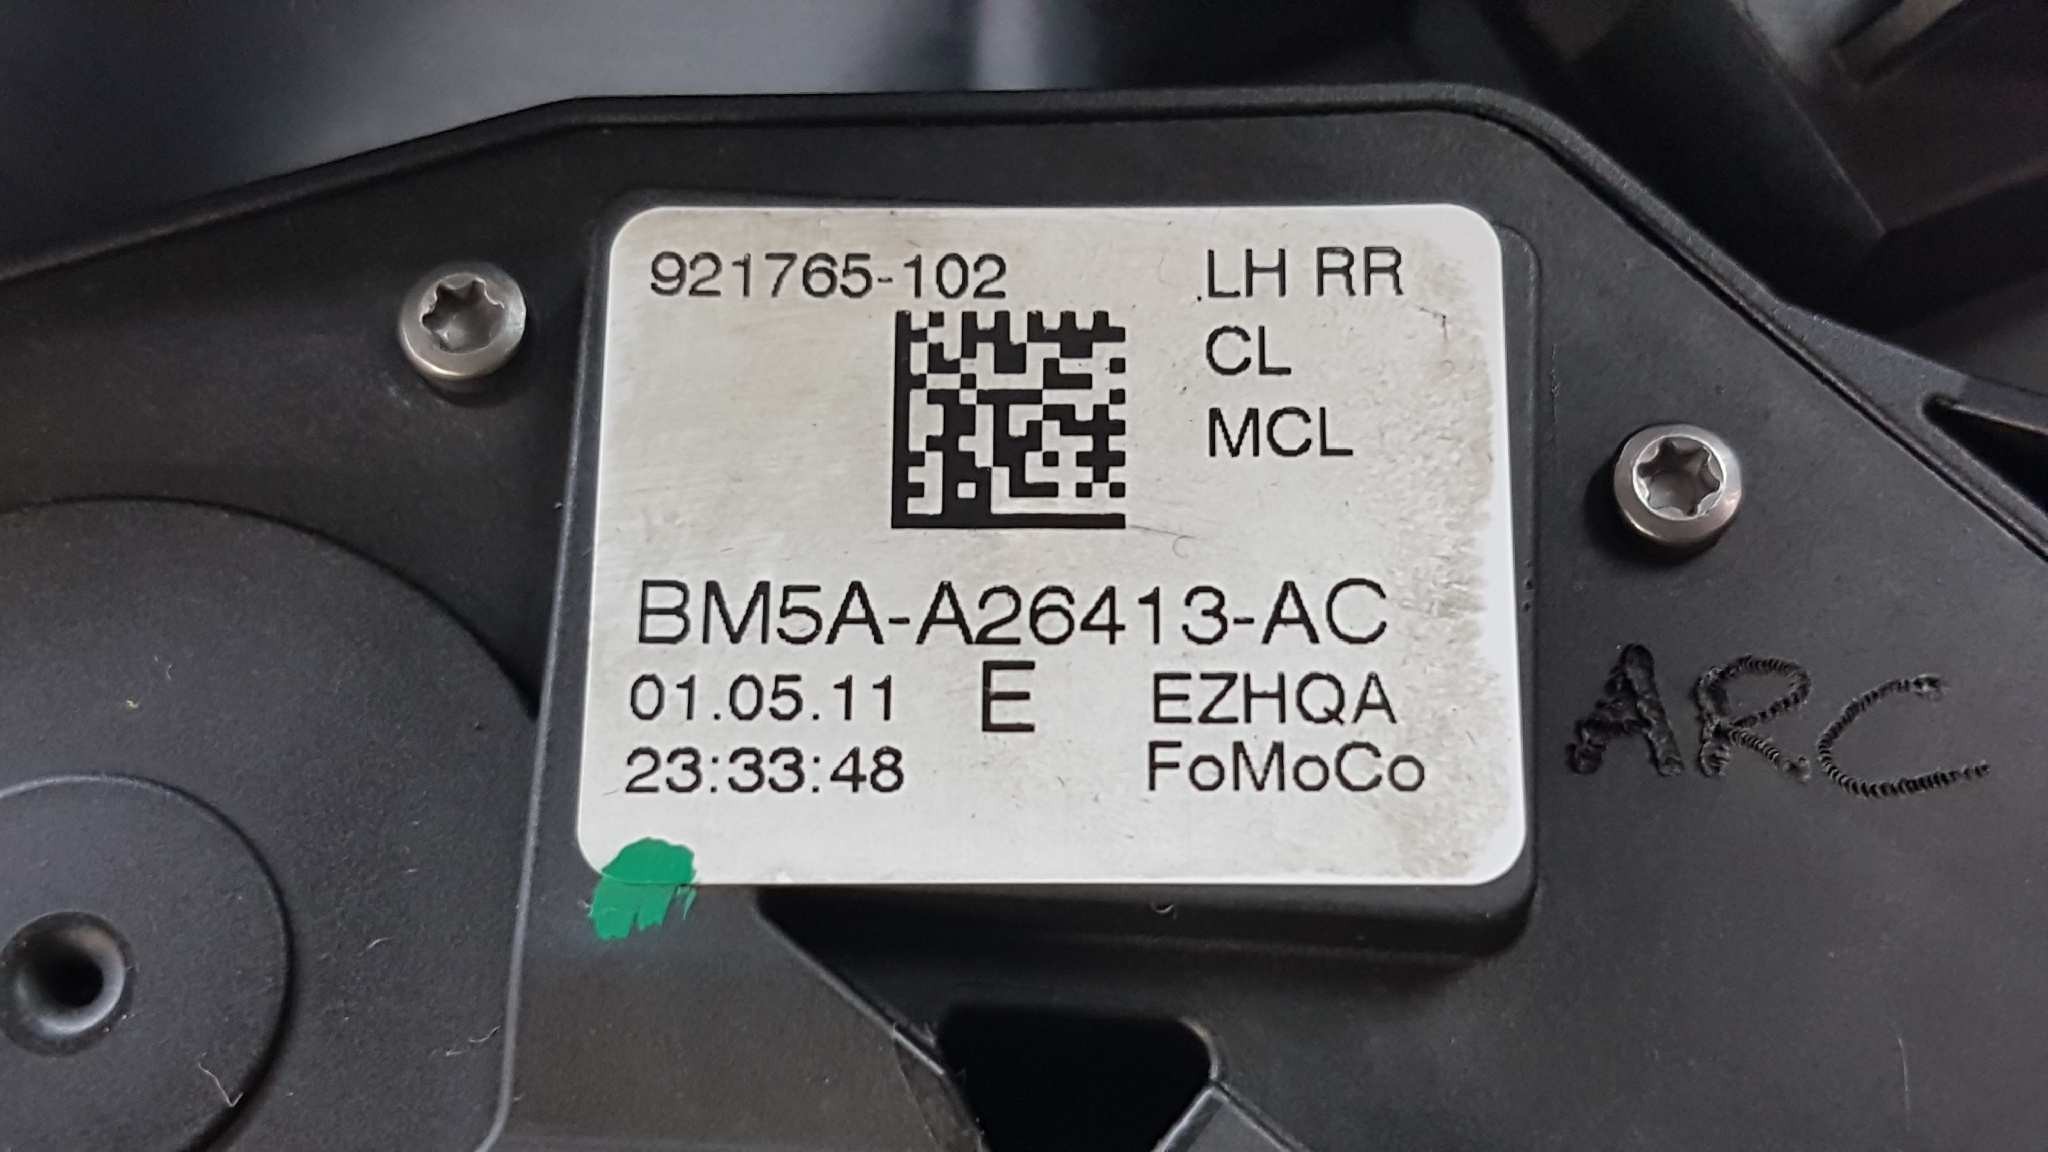 921765-102
LH RR
CL
MCL
BM5A-A26413-AC
01.05.11 E EZHQA
23:33:48 FoMoCo
ARC